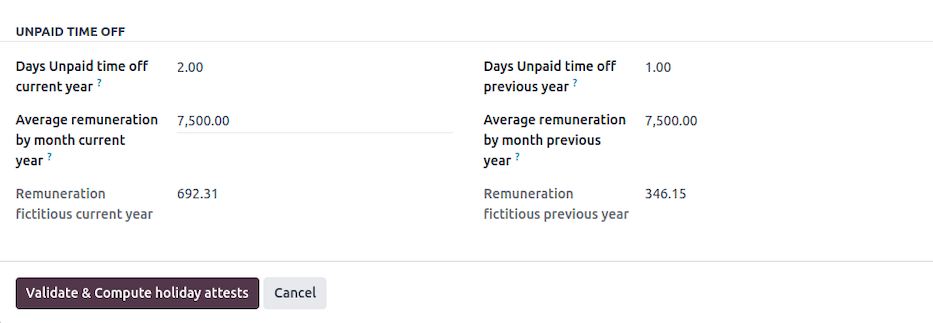 UNPAID TIME OFF
Days Unpaid time off
current year ?
2.00
Days Unpaid time off
previous year ?
1.00
Average remuneration
by month current
year ?
7,500.00
Average remuneration
by month previous
year ?
7,500.00
Remuneration
fictitious current year
692.31
Remuneration
fictitious previous year
346.15
Validate & Compute holiday attests
Cancel